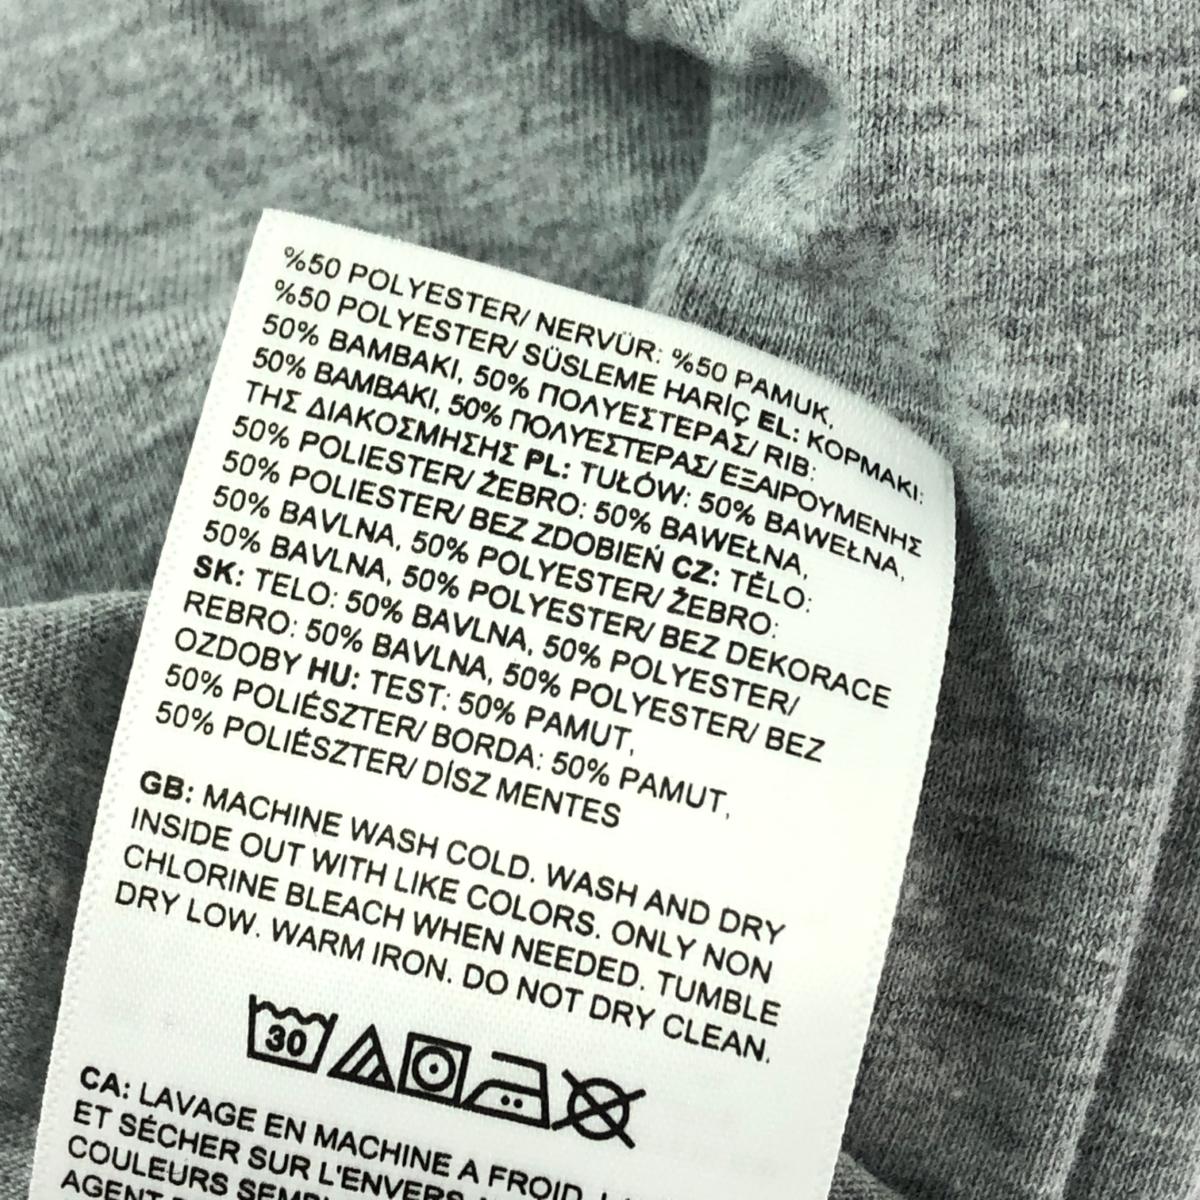 %50 POLYESTER/ NERVÜR: %50 PAMUK,
%50 POLYESTER/ SÜSLEME HARİÇ EL: ΚΟΡΜΑΚΙ:
50% ΒΑΜΒΑΚΙ, 50% ΠΟΛΥΕΣΤΕΡΑΣ/ RIB:
50% ΒΑΜΒΑΚΙ, 50% ΠΟΛΥΕΣΤΕΡΑΣ/ ΕΞΑΙΡΟΥΜΕΝΗΣ
ΤΗΣ ΔΙΑΚΟΣΜΗΣΗΣ PL: TUŁÓW: 50% BAWEŁNA,
50% POLIESTER/ ŻEBRO: 50% BAWEŁNA,
50% POLIESTER/ BEZ ZDOBIEŃ CZ: TĚLO:
50% BAVLNA, 50% POLYESTER/ ŽEBRO:
50% BAVLNA, 50% POLYESTER/ BEZ DEKORACE
SK: TELO: 50% BAVLNA, 50% POLYESTER/
REBRO: 50% BAVLNA, 50% POLYESTER/ BEZ
OZDOBY HU: TEST: 50% PAMUT,
50% POLIÉSZTER/ BORDA: 50% PAMUT,
50% POLIÉSZTER/ DÍSZ MENTES
GB: MACHINE WASH COLD. WASH AND DRY
INSIDE OUT WITH LIKE COLORS. ONLY NON
CHLORINE BLEACH WHEN NEEDED. TUMBLE
DRY LOW. WARM IRON. DO NOT DRY CLEAN.
30
CA: LAVAGE EN MACHINE A FROID.
ET SÉCHER SUR L'ENVERS
COULEURS
AGENT